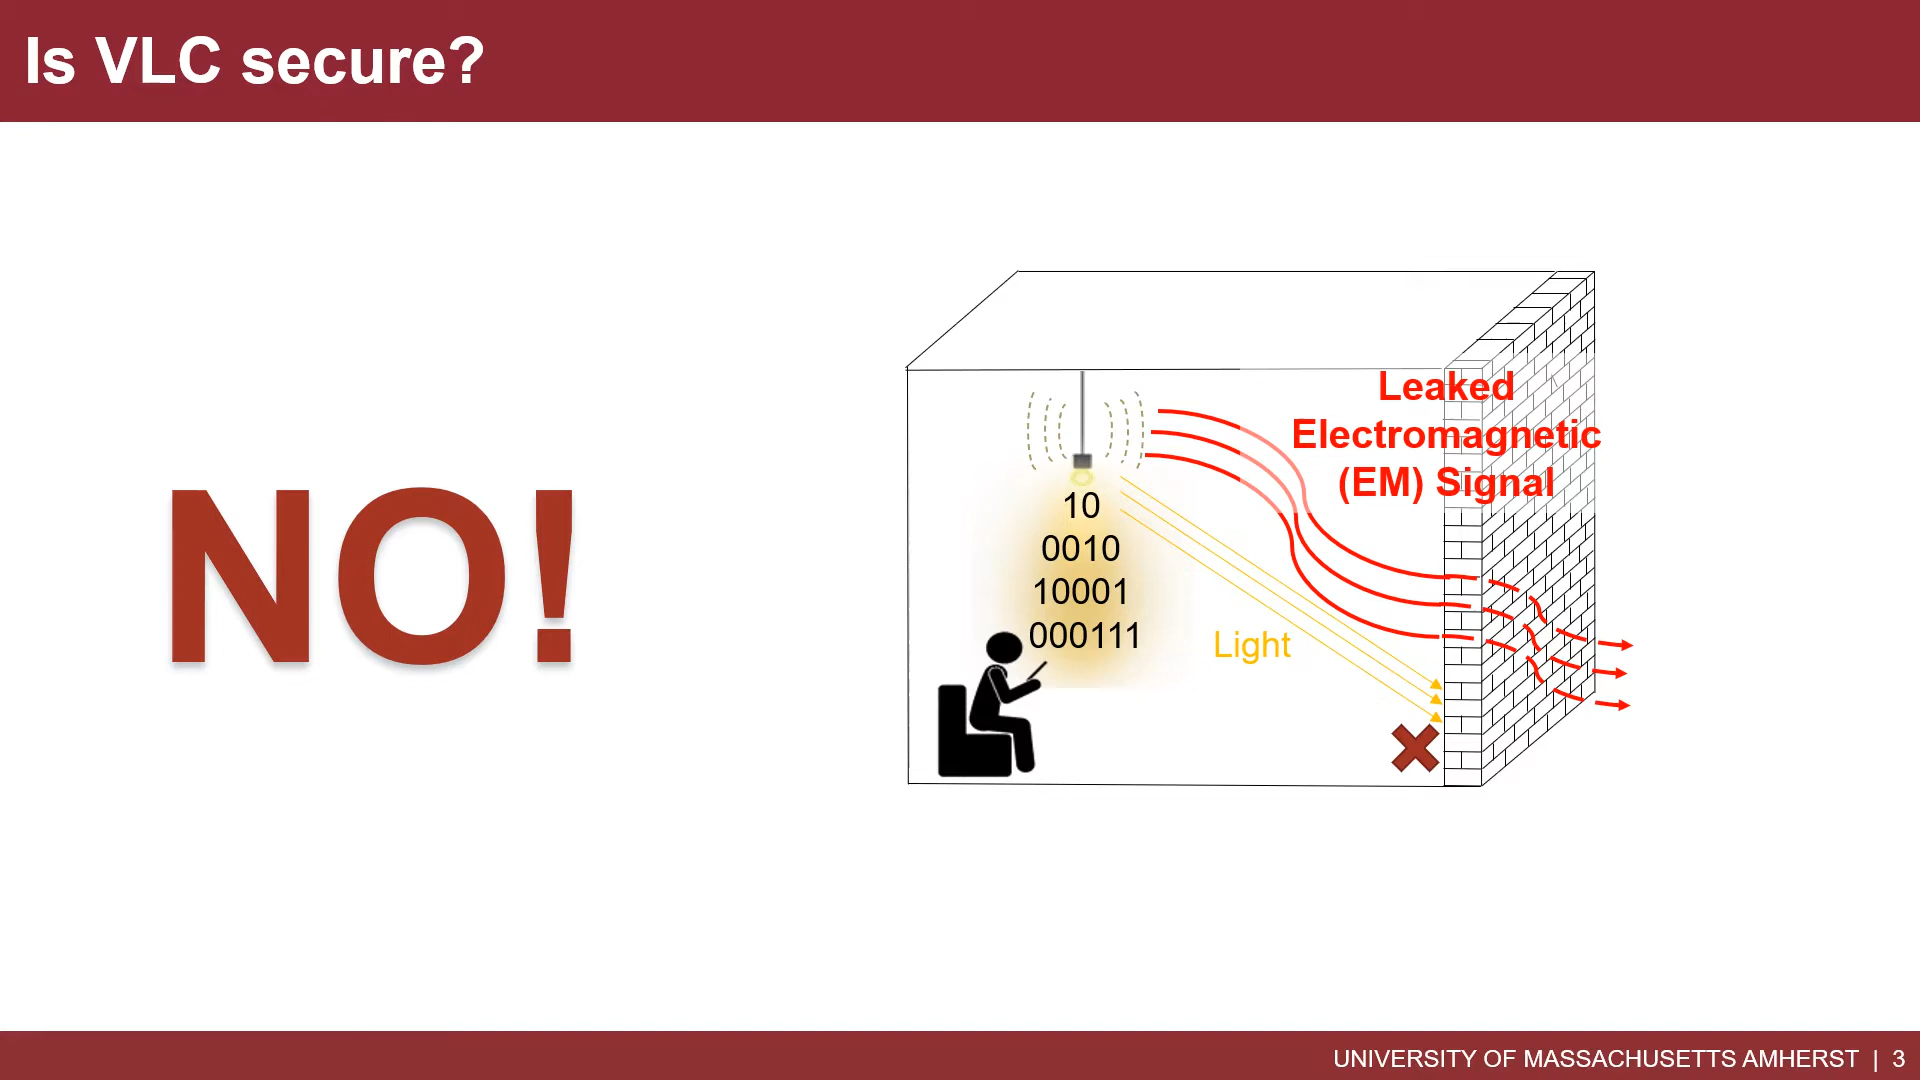 Is VLC secure?
NO!
Leaked
Electromagnetic
(EM) Signal
10
0010
10001
000111
Light
UNIVERSITY OF MASSACHUSETTS AMHERST | 3